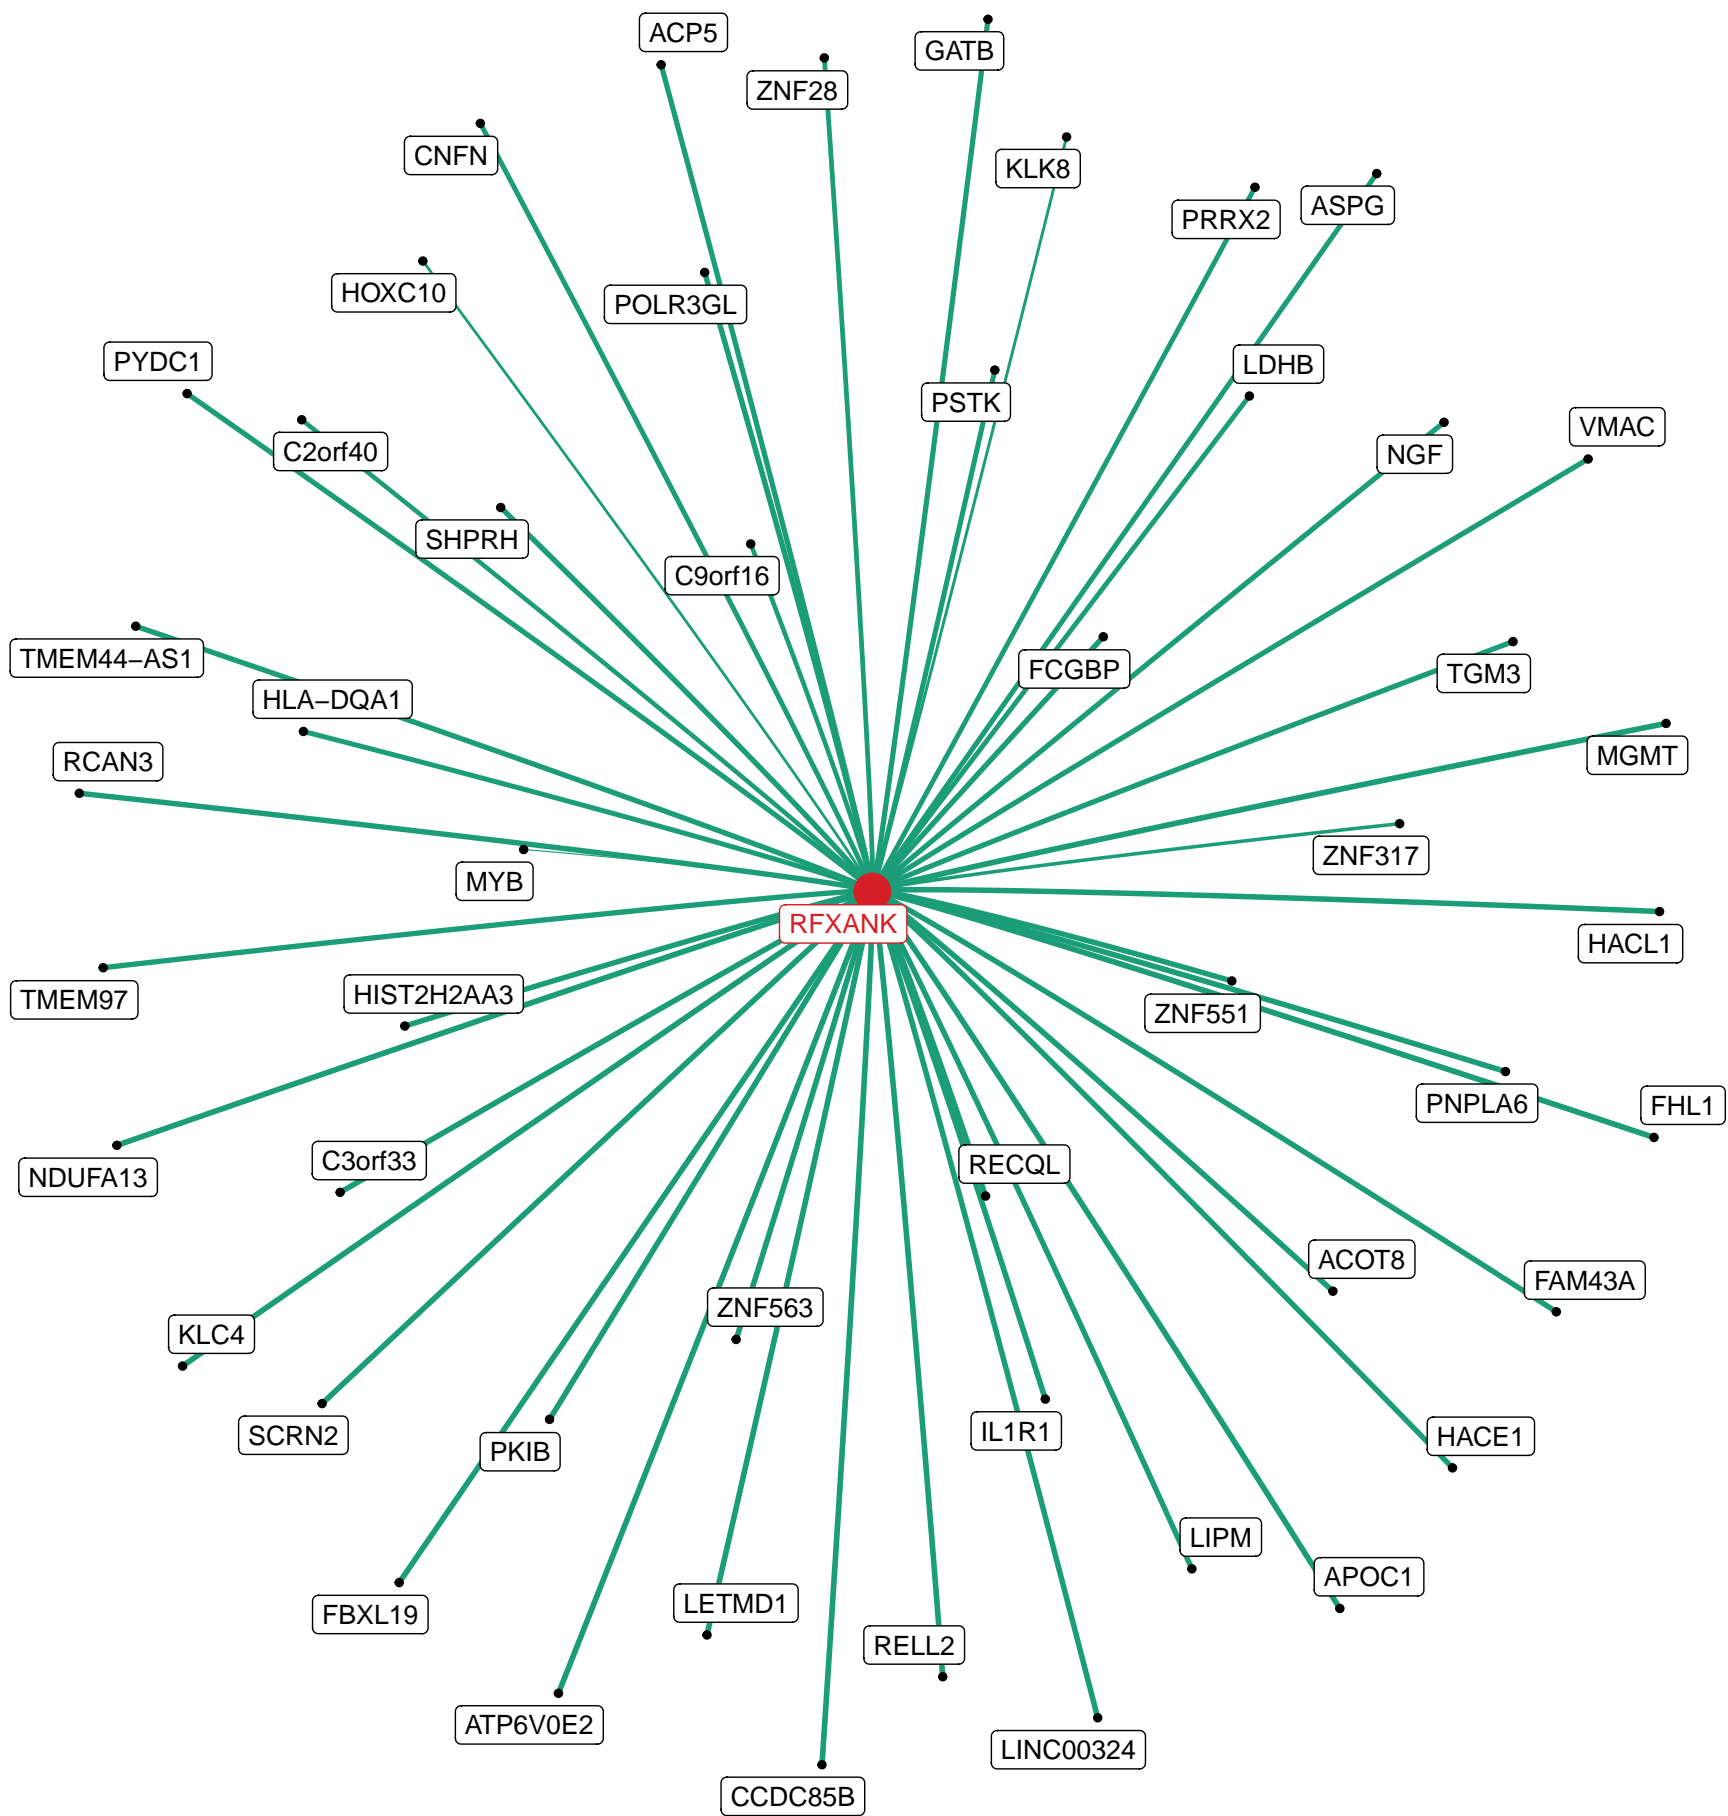 ACP5
GATB
ZNF28
CNFN
KLK8
ASPG
PRRX2
HOXC10
POLR3GL
PYDC1
LDHB
PSTK
VMAC
C2orf40
NGF
SHPRH
C9orf16
TMEM44−AS1
FCGBP
TGM3
HLA−DQA1
RCAN3
MGMT
ZNF317
MYB
RFXANK
HACL1
HIST2H2AA3
TMEM97
ZNF551
PNPLA6
FHL1
C3orf33
RECQL
NDUFA13
ACOT8
FAM43A
ZNF563
KLC4
IL1R1
SCRN2
HACE1
PKIB
LIPM
APOC1
LETMD1
FBXL19
RELL2
ATP6V0E2
LINC00324
CCDC85B